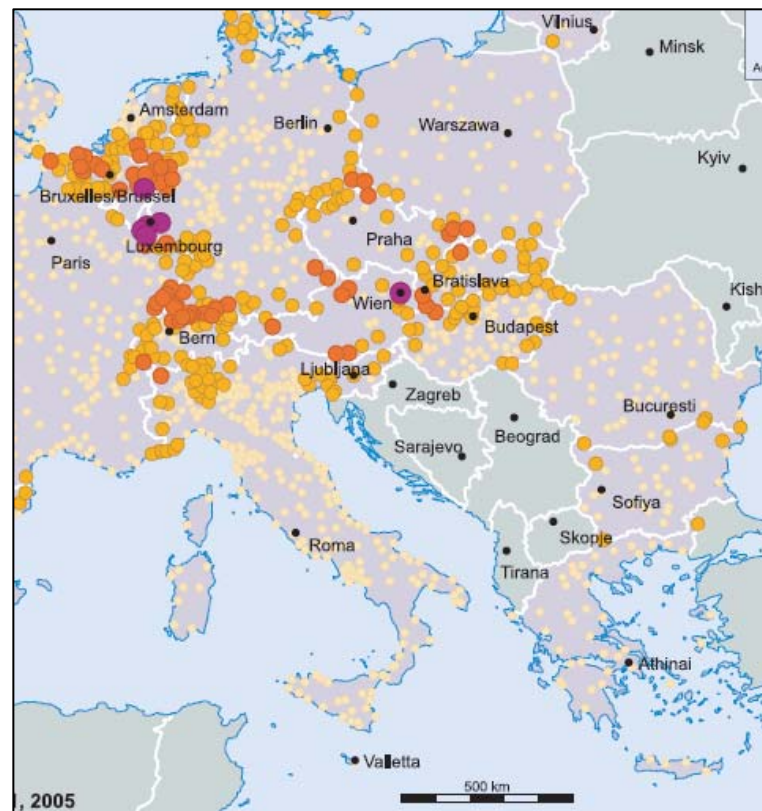 Vilnius
Minsk
A
Amsterdam
Berlin
Warszawa
Kyiv
Bruxelles/Brussel
Luxembourg
Praha
Paris
Wien
Bratislava
Kish
Budapest
Bern
Ljubljana
Zagreb
Bucuresti
Beograd
Sarajevo
Sofiya
Roma
Skopje
Tirana
Athinai
Valletta
500 km
, 2005